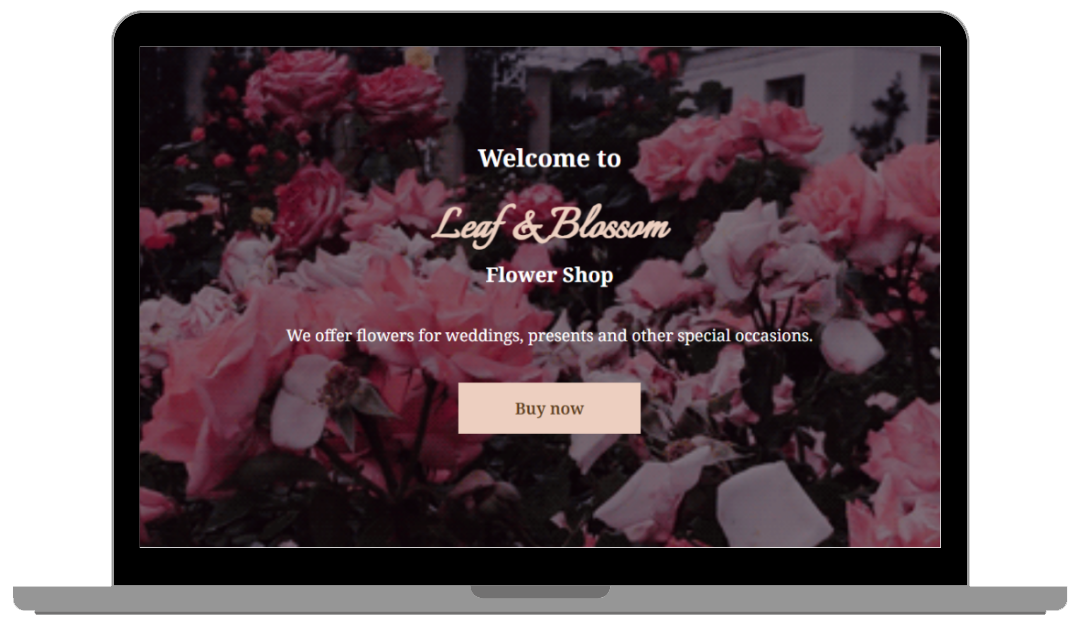 Welcome to
Leaf & Blossom
Flower Shop
We offer flowers for weddings, presents and other special occasions.
Buy now